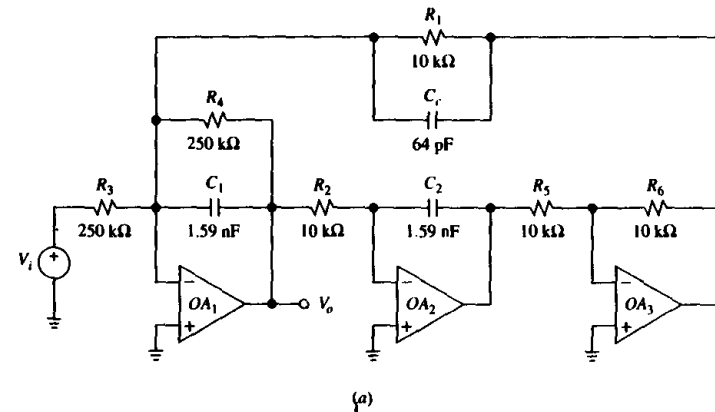 R1
10 kΩ
Cc
64 pF
R4
250 kΩ
R3
250 kΩ
C1
1.59 nF
R2
10 kΩ
C2
1.59 nF
R5
10 kΩ
R6
10 kΩ
Vi
+
−
OA1
+
Vo
−
OA2
+
−
OA3
+
(a)